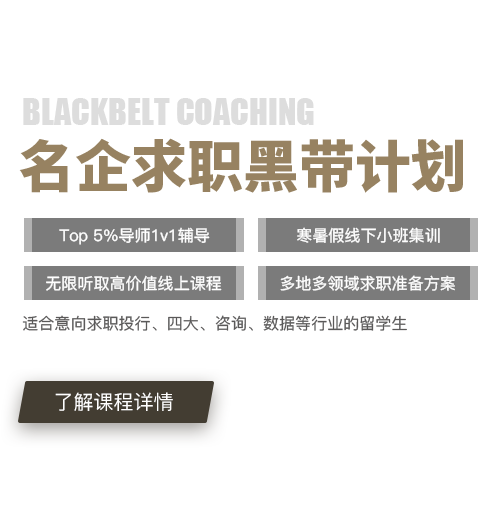 BLACKBELT COACHING
名企求职黑带计划
Top 5%导师1v1辅导
寒暑假线下小班集训
无限听取高价值线上课程
多地多领域求职准备方案
适合意向求职投行、四大、咨询、数据等行业的留学生
了解课程详情